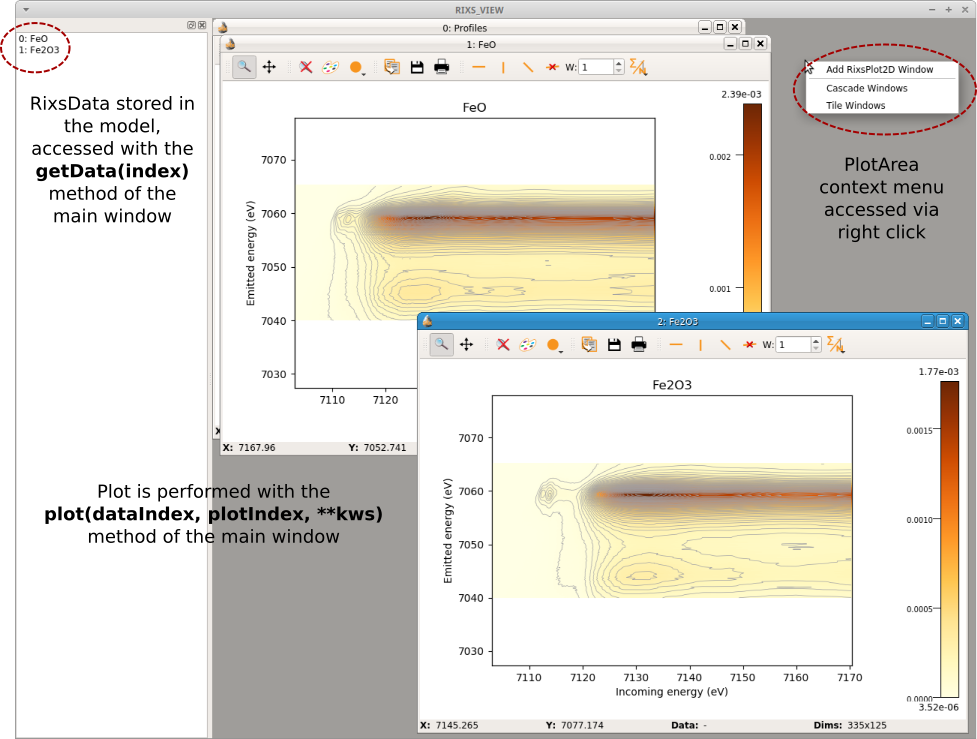 RIXS_VIEW
0: FeO
1: Fe2O3
RixsData stored in
the model,
accessed with the
getData(index)
method of the
main window
0: Profiles
1: FeO
W: 1
FeO
2.39e-03
0.002
0.001
7070
7060
7050
7040
7030
Emitted energy (eV)
7110
7120
X: 7167.96
Y: 7052.741
X
Add RixsPlot2D Window
Cascade Windows
Tile Windows
PlotArea
context menu
accessed via
right click
Plot is performed with the
plot(dataIndex, plotIndex, **kws)
method of the main window
2: Fe2O3
W: 1
Fe2O3
1.77e-03
0.0015
0.0010
0.0005
0.0000
3.52e-06
7070
7060
7050
7040
7030
Emitted energy (eV)
7110
7120
7130
7140
7150
7160
7170
Incoming energy (eV)
X: 7145.265
Y: 7077.174
Data: -
Dims: 335x125